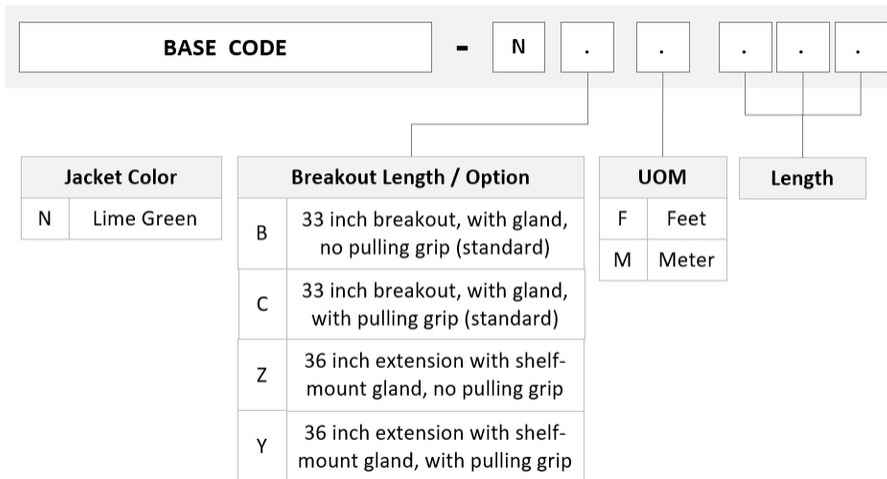 BASE CODE - N . . . . .
Jacket Color
N Lime Green
Breakout Length / Option
B 33 inch breakout, with gland,
no pulling grip (standard)
C 33 inch breakout, with gland,
with pulling grip (standard)
Z 36 inch extension with shelf-
mount gland, no pulling grip
Y 36 inch extension with shelf-
mount gland, with pulling grip
UOM
F Feet
M Meter
Length